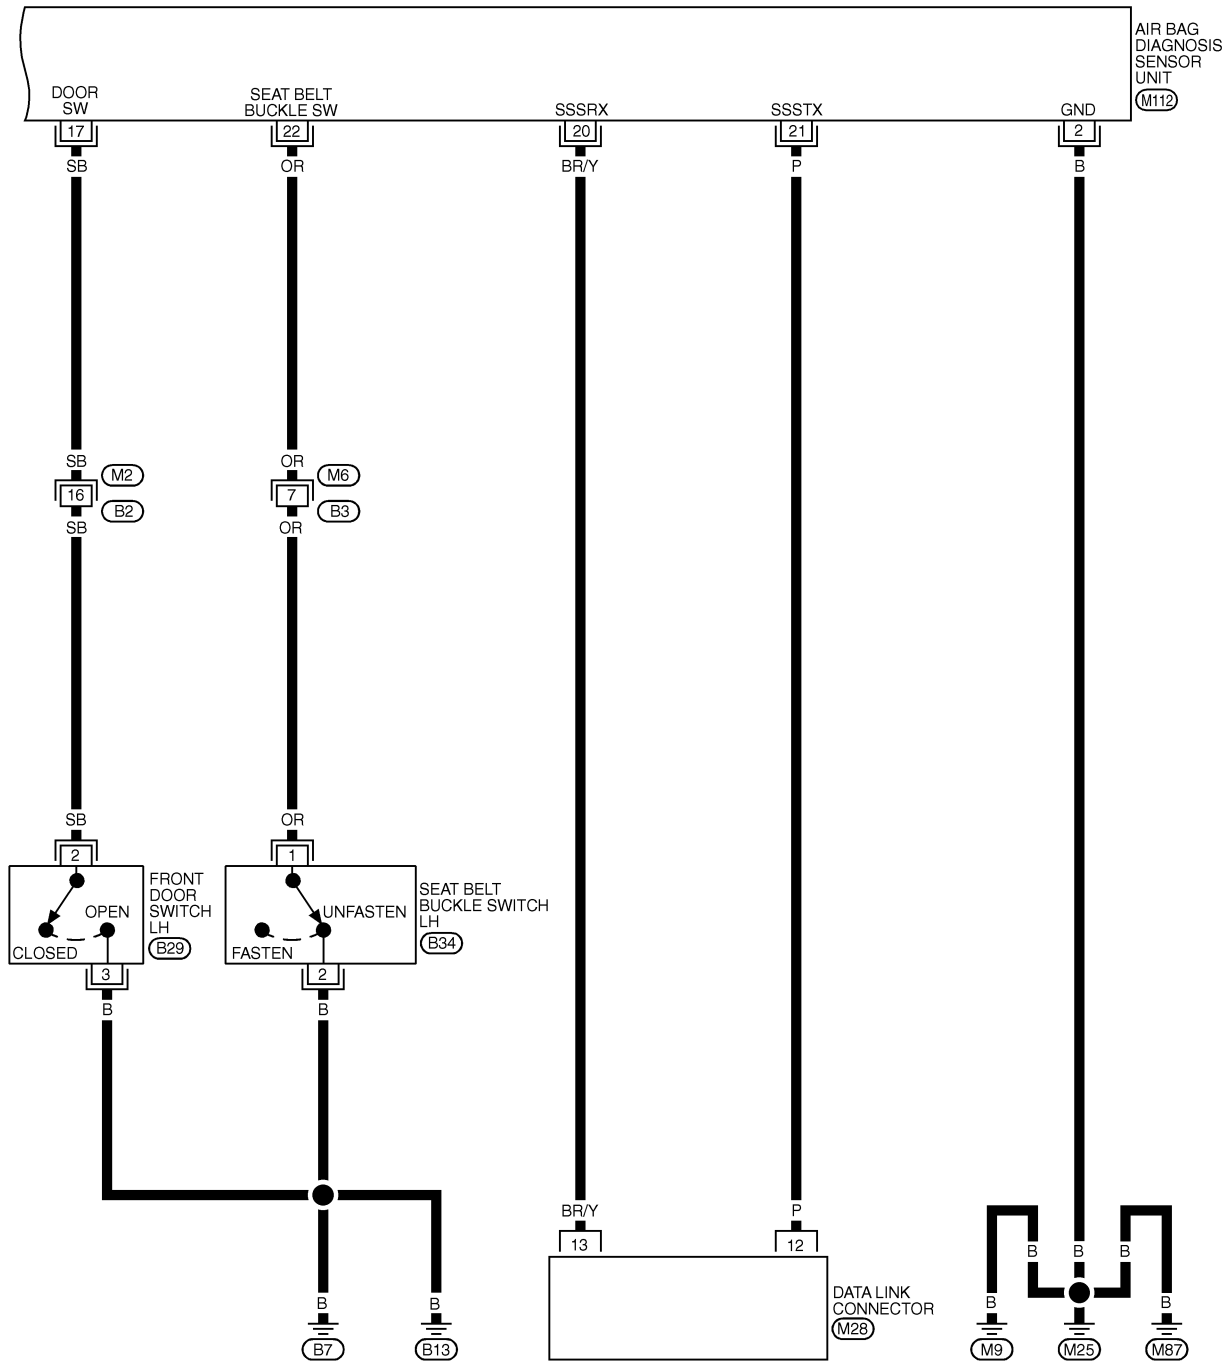 AIR BAG
DIAGNOSIS
SENSOR
UNIT
M112
DOOR
SW
SEAT BELT
BUCKLE SW
SSSRX
SSSTX
GND
17
22
20
21
2
SB
OR
BR/Y
P
B
SB
OR
M2
M6
16
7
B2
B3
SB
OR
SB
OR
2
1
FRONT
DOOR
SWITCH
LH
B29
OPEN
CLOSED
SEAT BELT
BUCKLE SWITCH
LH
B34
UNFASTEN
FASTEN
3
2
B
B
BR/Y
P
13
12
B
B
B
DATA LINK
CONNECTOR
M28
B
B
B
B
B7
B13
M9
M25
M87